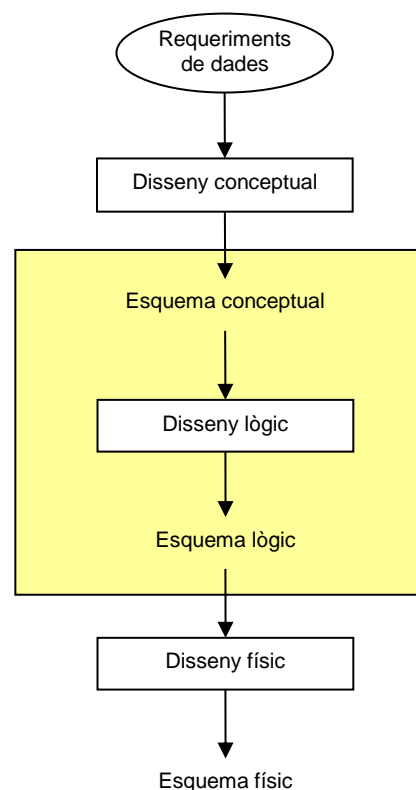 Requeriments
de dades
Disseny conceptual
Esquema conceptual
Disseny lògic
Esquema lògic
Disseny físic
Esquema físic